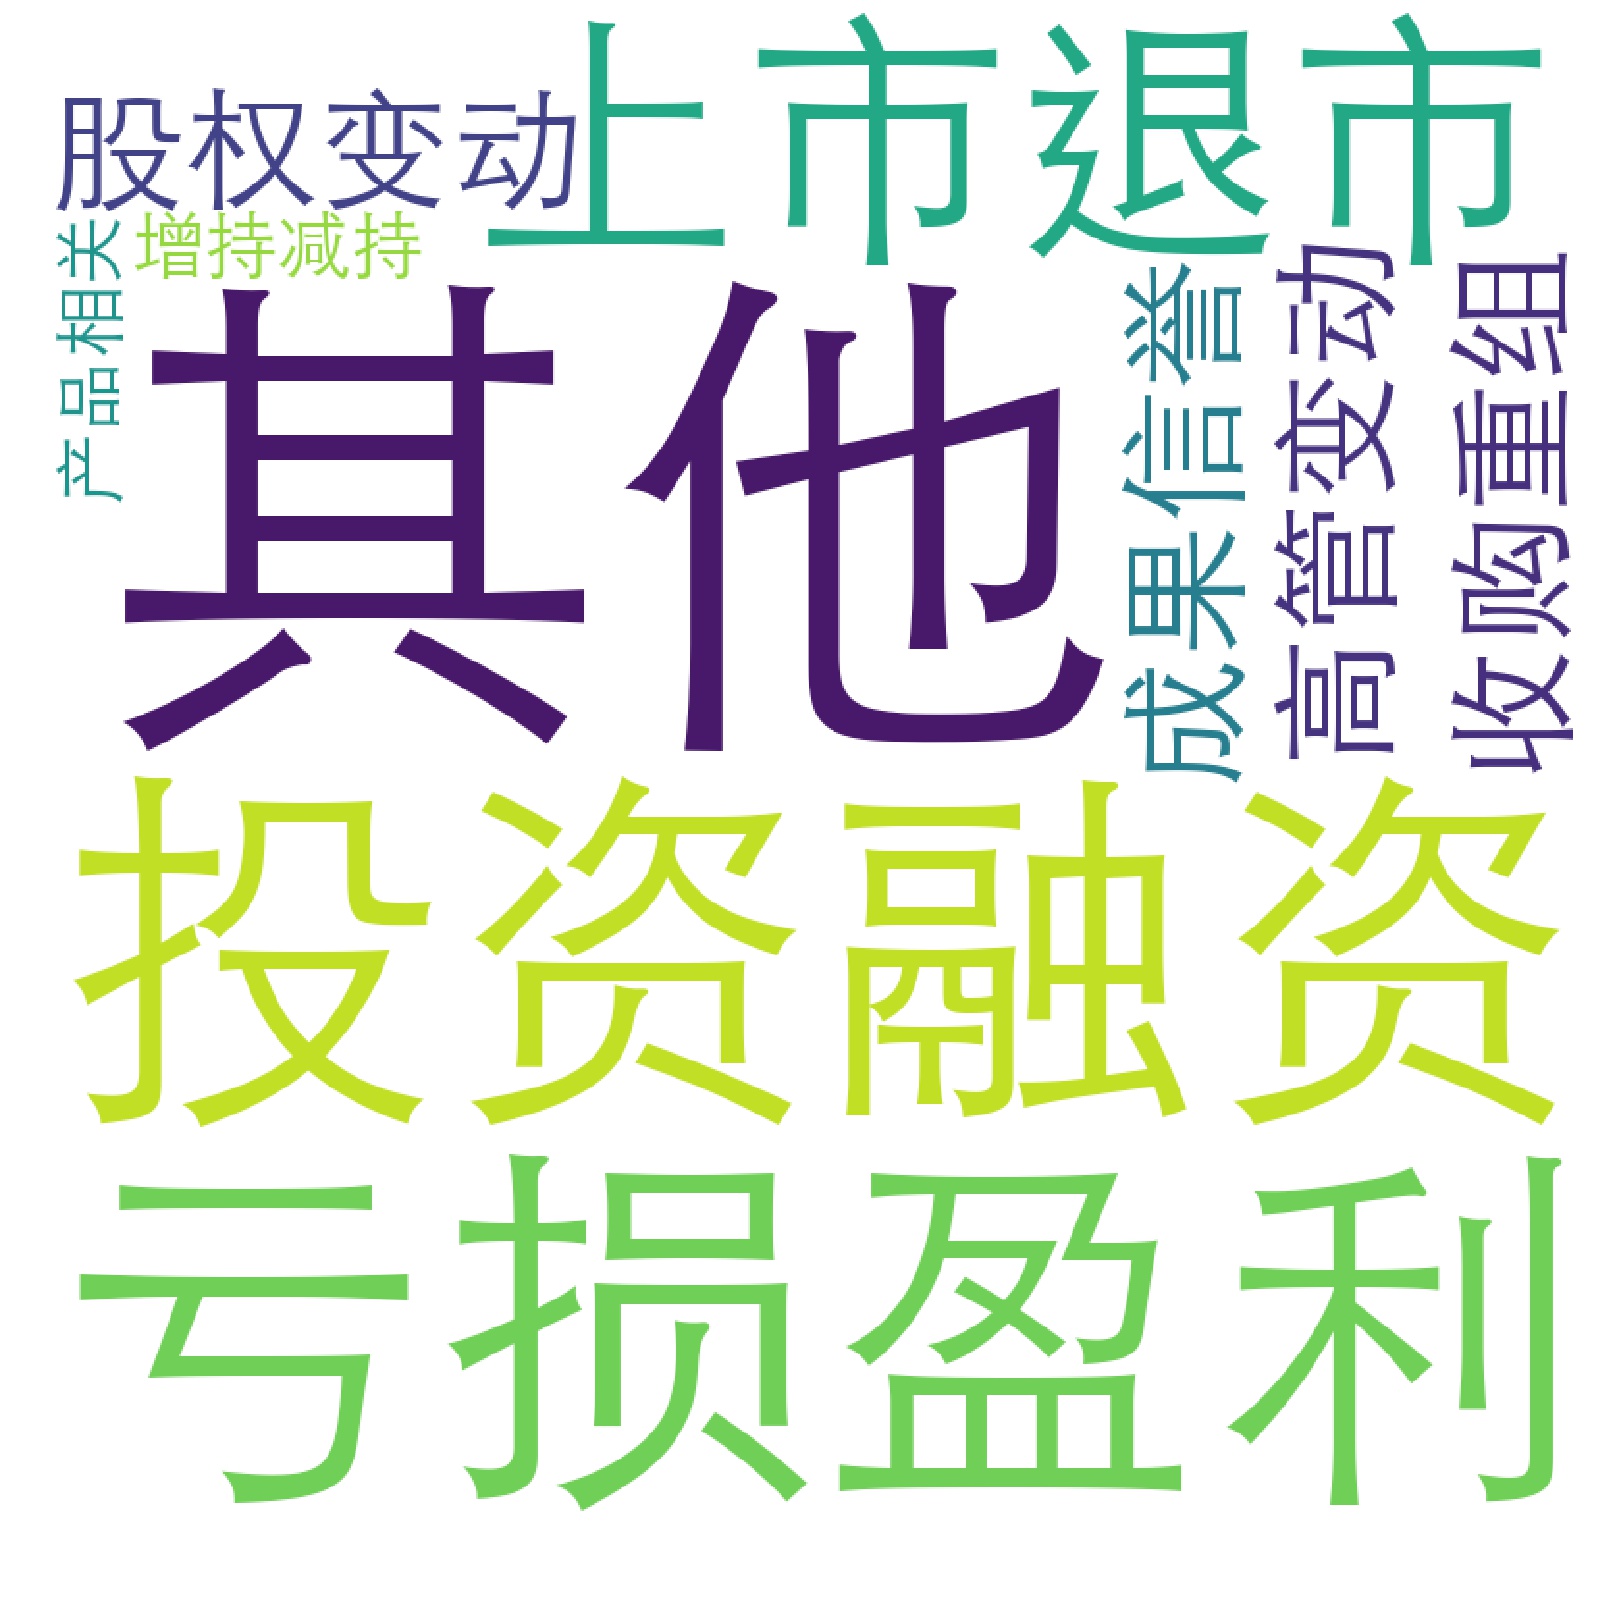 上市退市
股权变动
增持减持
产品相关
其他
成果信誉
高管变动
收购重组
投资融资
亏损盈利